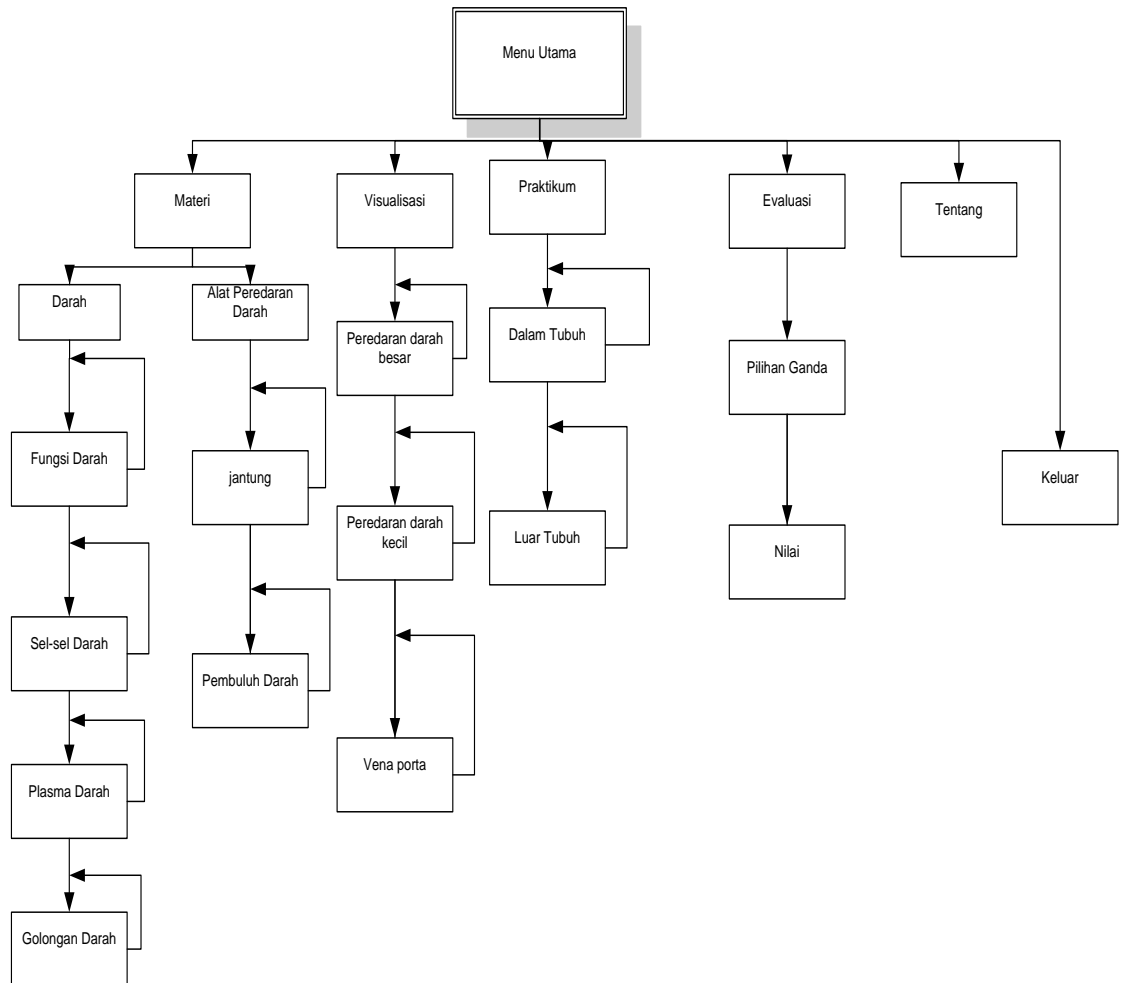 Menu Utama
Materi
Visualisasi
Praktikum
Evaluasi
Tentang
Darah
Alat Peredaran
Darah
Peredaran darah
besar
Dalam Tubuh
Pilihan Ganda
Fungsi Darah
jantung
Keluar
Peredaran darah
kecil
Luar Tubuh
Nilai
Sel-sel Darah
Pembuluh Darah
Vena porta
Plasma Darah
Golongan Darah